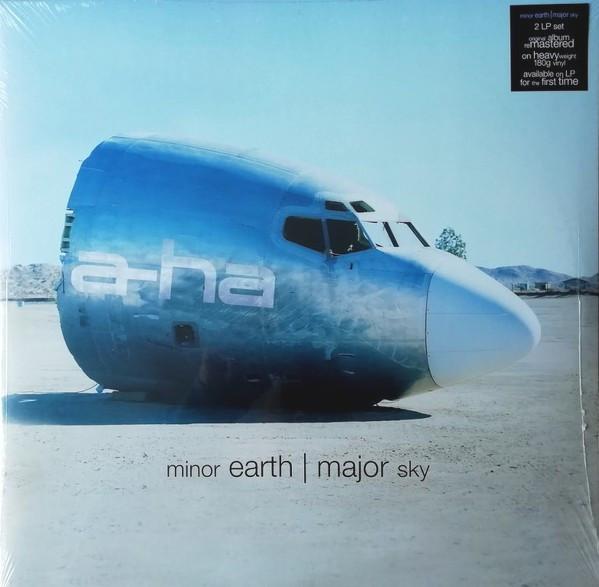 minor earth | major sky
2 LP set
original album
remastered
on heavyweight
180g vinyl
available on LP
for the first time
a-ha
minor earth | major sky